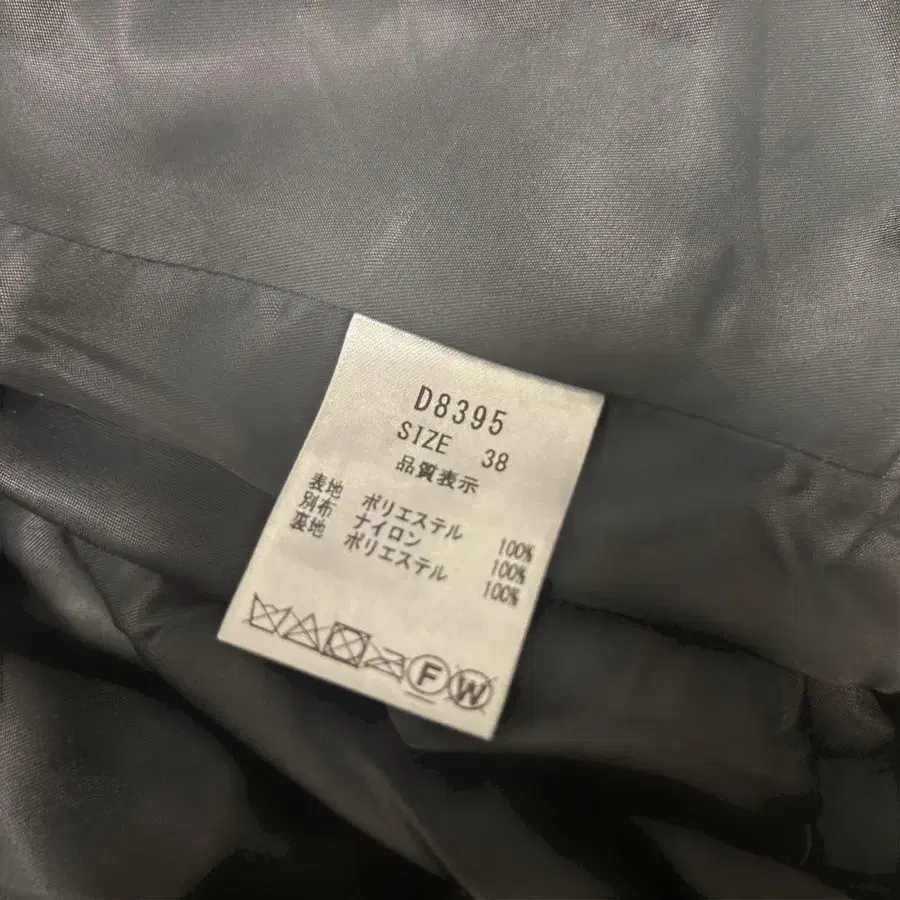 D8395
SIZE 38
品質表示
表地 ポリエステル 100%
別布 ナイロン 100%
裏地 ポリエステル 100%
F W